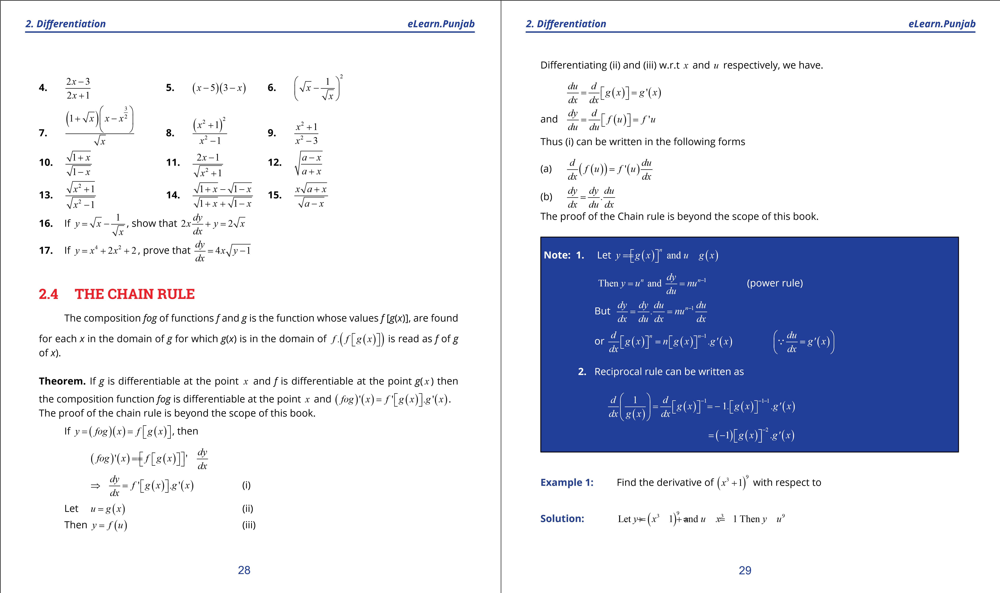 2. Differentiation eLearn.Punjab
4. \frac{2x-3}{2x+1} 5. (x-5)(3-x) 6. \left(\sqrt{x}-\frac{1}{\sqrt{x}}\right)^2
7. \frac{(1+\sqrt{x})\left(x-x^{\frac{3}{2}}\right)}{\sqrt{x}} 8. \frac{(x^2+1)^2}{x^2-1} 9. \frac{x^2+1}{x^2-3}
10. \frac{\sqrt{1+x}}{\sqrt{1-x}} 11. \frac{2x-1}{\sqrt{x^2+1}} 12. \sqrt{\frac{a-x}{a+x}}
13. \frac{\sqrt{x^2+1}}{\sqrt{x^2-1}} 14. \frac{\sqrt{1+x}-\sqrt{1-x}}{\sqrt{1+x}+\sqrt{1-x}} 15. \frac{x\sqrt{a+x}}{\sqrt{a-x}}
16. If y = \sqrt{x} - \frac{1}{\sqrt{x}}, show that 2x\frac{dy}{dx} + y = 2\sqrt{x}
17. If y = x^4 + 2x^2 + 2, prove that \frac{dy}{dx} = 4x\sqrt{y-1}
2.4 THE CHAIN RULE
The composition fog of functions f and g is the function whose values f [g(x)], are found
for each x in the domain of g for which g(x) is in the domain of f.(f[g(x)]) is read as f of g
of x).
Theorem. If g is differentiable at the point x and f is differentiable at the point g(x) then
the composition function fog is differentiable at the point x and (fog)'(x) = f'[g(x)].g'(x).
The proof of the chain rule is beyond the scope of this book.
If y = (fog)(x) = f[g(x)], then
(fog)'(x) == [f[g(x)]]' \frac{dy}{dx}
⇒ \frac{dy}{dx} = f'[g(x)].g'(x) (i)
Let u = g(x) (ii)
Then y = f(u) (iii)
28
2. Differentiation eLearn.Punjab
Differentiating (ii) and (iii) w.r.t x and u respectively, we have.
\frac{du}{dx} = \frac{d}{dx}[g(x)] = g'(x)
and \frac{dy}{du} = \frac{d}{du}[f(u)] = f'u
Thus (i) can be written in the following forms
(a) \frac{d}{dx}(f(u)) = f'(u)\frac{du}{dx}
(b) \frac{dy}{dx} = \frac{dy}{du}.\frac{du}{dx}
The proof of the Chain rule is beyond the scope of this book.
Note: 1. Let y == [g(x)]^n and u g(x)
Then y = u^n and \frac{dy}{du} = nu^{n-1} (power rule)
But \frac{dy}{dx} = \frac{dy}{du}.\frac{du}{dx} = nu^{n-1}\frac{du}{dx}
or \frac{d}{dx}[g(x)]^n = n[g(x)]^{n-1}.g′(x) (∵ \frac{du}{dx} = g′(x))
2. Reciprocal rule can be written as
\frac{d}{dx}\left(\frac{1}{g(x)}\right) = \frac{d}{dx}[g(x)]^{-1} = - 1.[g(x)]^{-1-1}.g′(x)
= (-1)[g(x)]^{-2}.g′(x)
Example 1: Find the derivative of (x^3+1)^9 with respect to
Solution: Let y += (x^3 1)^9 + = and u x^3 = 1 Then y u^9
29